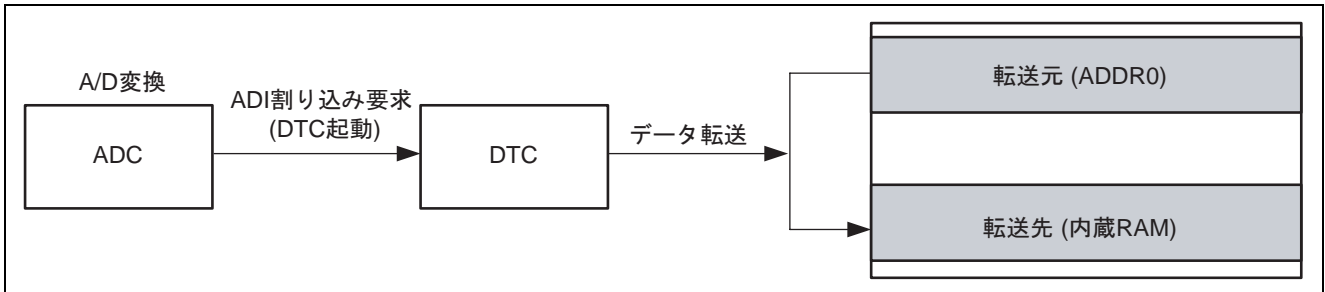 A/D変換
ADC
ADI割り込み要求
(DTC起動)
DTC
データ転送
転送元 (ADDR0)
転送先 (内蔵RAM)